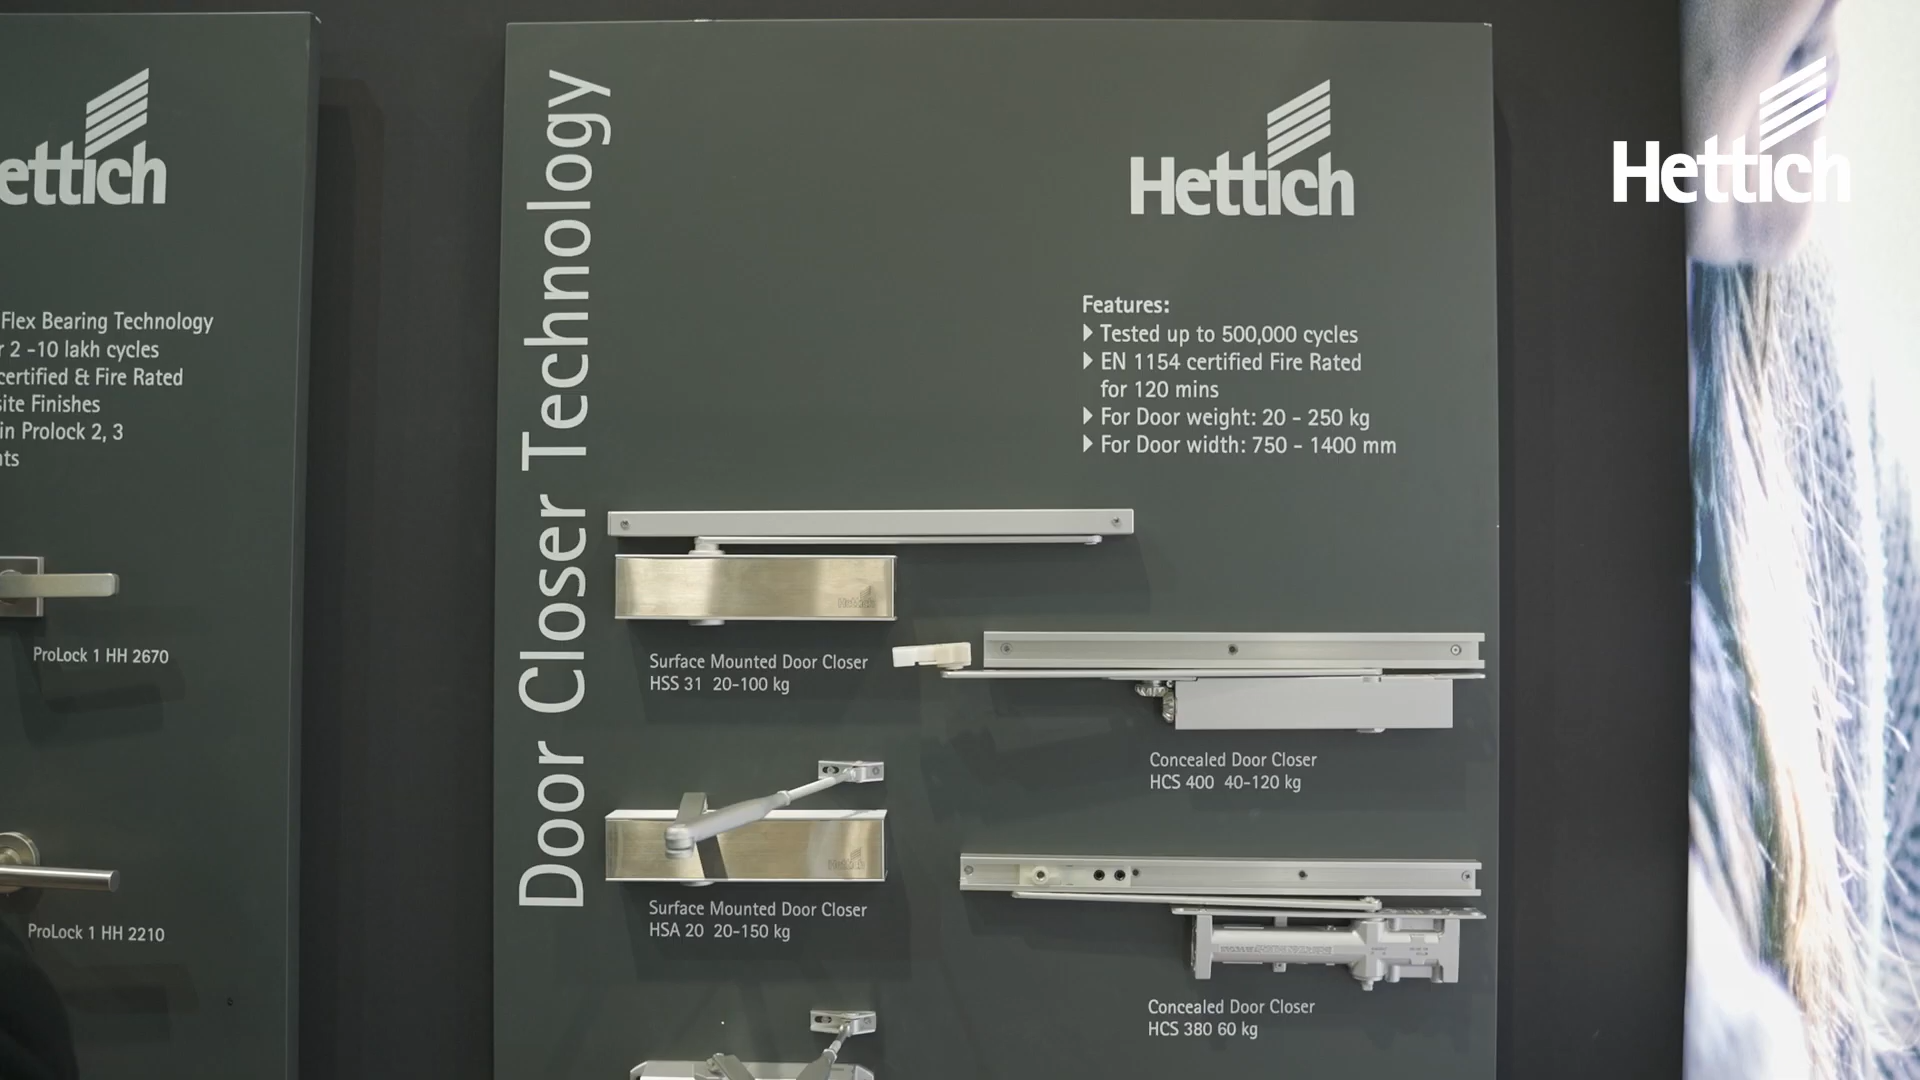 ettich
Flex Bearing Technology
2 -10 lakh cycles
certified & Fire Rated
Finishes
in Prolock 2, 3
ProLock 1 HH 2670
ProLock 1 HH 2210
Door Closer Technology
Hettich
Features:
Tested up to 500,000 cycles
EN 1154 certified Fire Rated
for 120 mins
For Door weight: 20 - 250 kg
For Door width: 750 - 1400 mm
Hettich
Surface Mounted Door Closer
HSS 31 20-100 kg
Concealed Door Closer
HCS 400 40-120 kg
Hettich
Surface Mounted Door Closer
HSA 20 20-150 kg
Concealed Door Closer
HCS 380 60 kg
Hettich